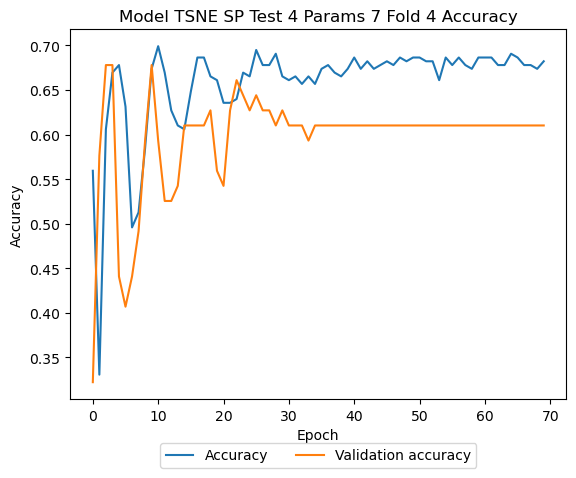 Model TSNE SP Test 4 Params 7 Fold 4 Accuracy
0.70
0.65
0.60
0.55
0.50
0.45
0.40
0.35
Accuracy
0 10 20 30 40 50 60 70
Epoch
Accuracy Validation accuracy